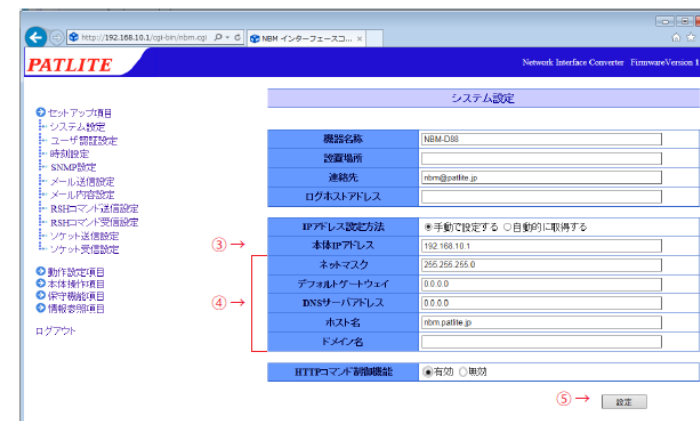 http://192.168.10.1/cgi-bin/nbm.cgi
NBM インターフェースコ... ×
PATLITE
Network Interface Converter FirmwareVersion 1
システム設定
セットアップ項目
システム設定
ユーザ認証設定
時刻設定
SNMP設定
メール送信設定
メール内容設定
RSHコマンド送信設定
RSHコマンド受信設定
ソケット送信設定
ソケット受信設定
動作設定項目
本体操作項目
保守機能項目
情報参照項目
ログアウト
機器名称 NBM-D88
設置場所
連絡先 nbm@patlite.jp
ログホストアドレス
IPアドレス設定方法 手動で設定する 自動的に取得する
③→ 本体IPアドレス 192.168.10.1
ネットマスク 255.255.255.0
④→ デフォルトゲートウェイ 0.0.0.0
DNSサーバアドレス 0.0.0.0
ホスト名 nbm.patlite.jp
ドメイン名
HTTPコマンド制御機能 有効 無効
⑤→ 設定